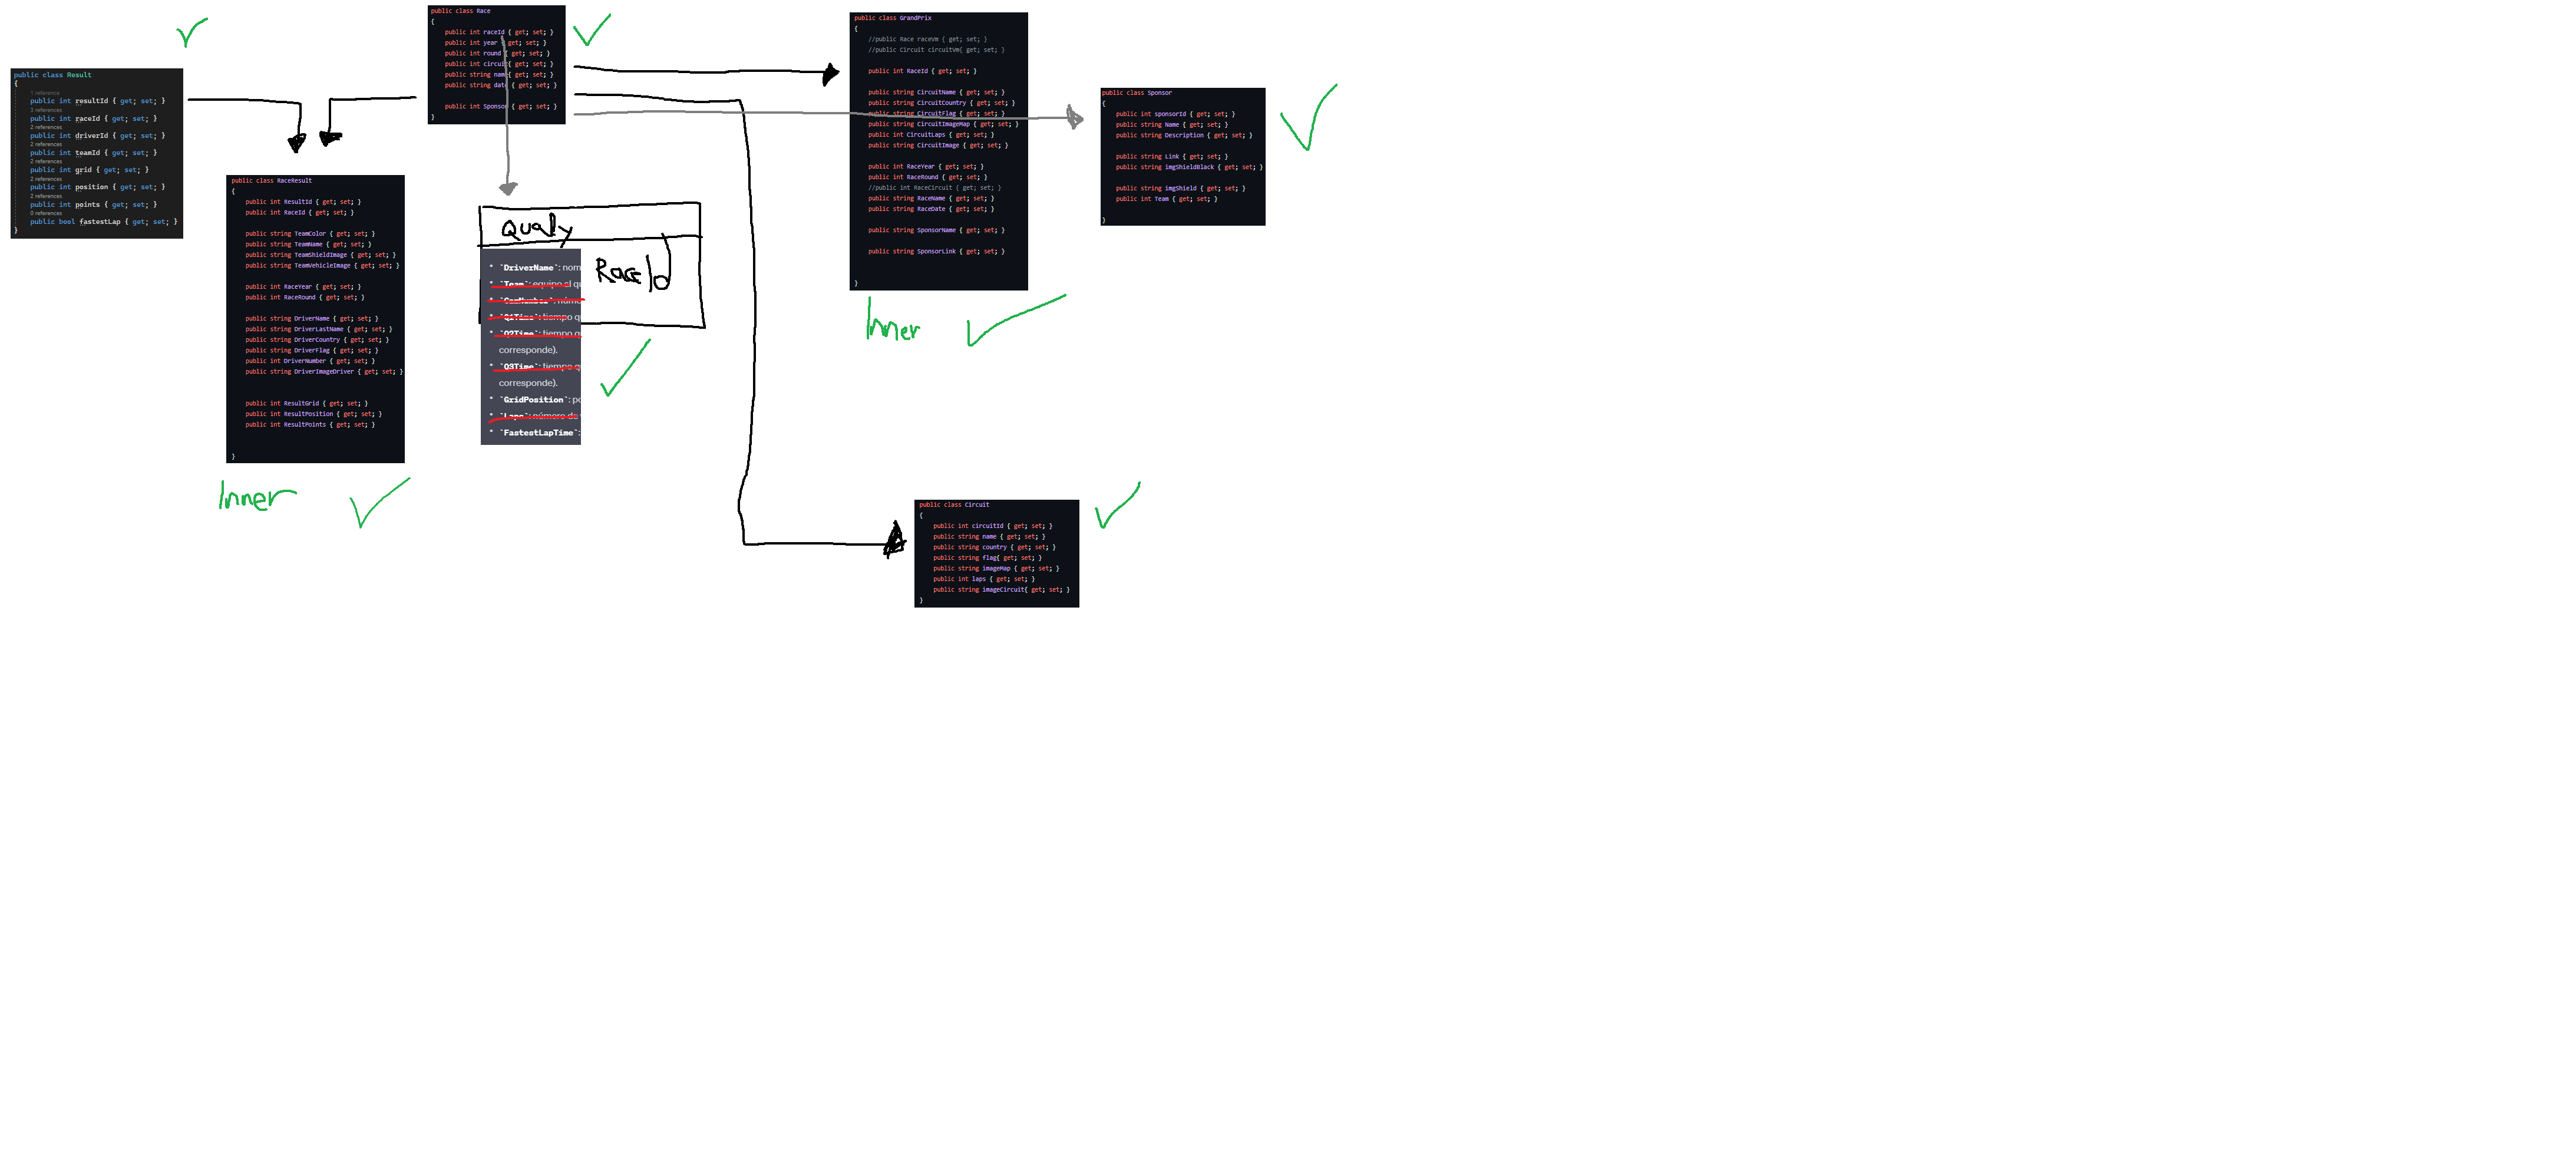 public class Result
{
1 reference
public int resultId { get; set; }
3 references
public int raceId { get; set; }
2 references
public int driverId { get; set; }
2 references
public int teamId { get; set; }
2 references
public int grid { get; set; }
2 references
public int position { get; set; }
2 references
public int points { get; set; }
0 references
public bool fastestLap { get; set; }
}
public class RaceResult
{
public int ResultId { get; set; }
public int RaceId { get; set; }
public string TeamColor { get; set; }
public string TeamName { get; set; }
public string TeamShieldImage { get; set; }
public string TeamVehicleImage { get; set; }
public int RaceYear { get; set; }
public int RaceRound { get; set; }
public string DriverName { get; set; }
public string DriverLastName { get; set; }
public string DriverCountry { get; set; }
public string DriverFlag { get; set; }
public int DriverNumber { get; set; }
public string DriverImageDriver { get; set; }
public int ResultGrid { get; set; }
public int ResultPosition { get; set; }
public int ResultPoints { get; set; }
}
Inner
public class Race
{
public int raceId { get; set; }
public int year { get; set; }
public int round { get; set; }
public int circuit{ get; set; }
public string name{ get; set; }
public string date{ get; set; }
public int Sponsor { get; set; }
}
Qualy
RaceId
* `DriverName`: nom
* `Team`: equipo al qu
* `CarNumber`: núme
* `Q1Time`: tiempo q
* `Q2Time`: tiempo q
corresponde).
* `Q3Time`: tiempo q
corresponde).
* `GridPosition`: po
* `Laps`: número de
* `FastestLapTime`:
public class GrandPrix
{
//public Race raceVm { get; set; }
//public Circuit circuitVm{ get; set; }
public int RaceId { get; set; }
public string CircuitName { get; set; }
public string CircuitCountry { get; set; }
public string CircuitFlag { get; set; }
public string CircuitImageMap { get; set; }
public int CircuitLaps { get; set; }
public string CircuitImage { get; set; }
public int RaceYear { get; set; }
public int RaceRound { get; set; }
//public int RaceCircuit { get; set; }
public string RaceName { get; set; }
public string RaceDate { get; set; }
public string SponsorName { get; set; }
public string SponsorLink { get; set; }
}
Inner
public class Sponsor
{
public int sponsorId { get; set; }
public string Name { get; set; }
public string Description { get; set; }
public string Link { get; set; }
public string imgShieldBlack { get; set; }
public string imgShield { get; set; }
public int Team { get; set; }
}
public class Circuit
{
public int circuitId { get; set; }
public string name { get; set; }
public string country { get; set; }
public string flag{ get; set; }
public string imageMap { get; set; }
public int laps { get; set; }
public string imageCircuit{ get; set; }
}